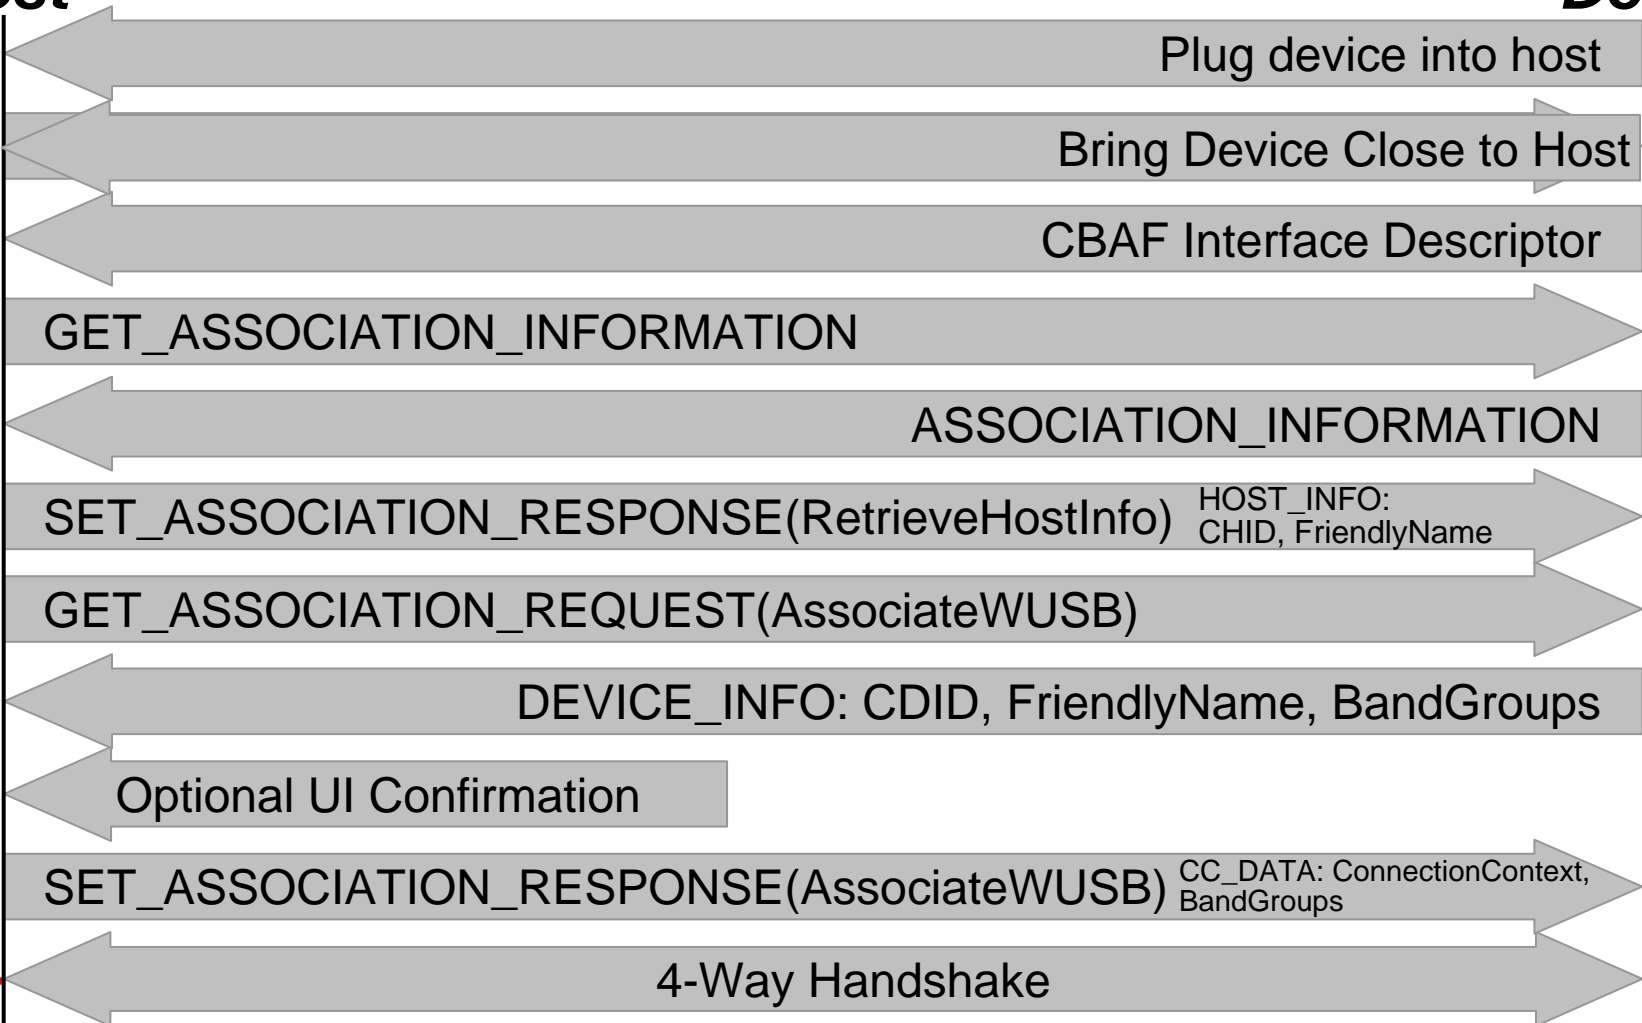 Plug device into host
Bring Device Close to Host
CBAF Interface Descriptor
GET_ASSOCIATION_INFORMATION
ASSOCIATION_INFORMATION
SET_ASSOCIATION_RESPONSE(RetrieveHostInfo)
HOST_INFO:
CHID, FriendlyName
GET_ASSOCIATION_REQUEST(AssociateWUSB)
DEVICE_INFO: CDID, FriendlyName, BandGroups
Optional UI Confirmation
SET_ASSOCIATION_RESPONSE(AssociateWUSB)
CC_DATA: ConnectionContext,
BandGroups
4-Way Handshake